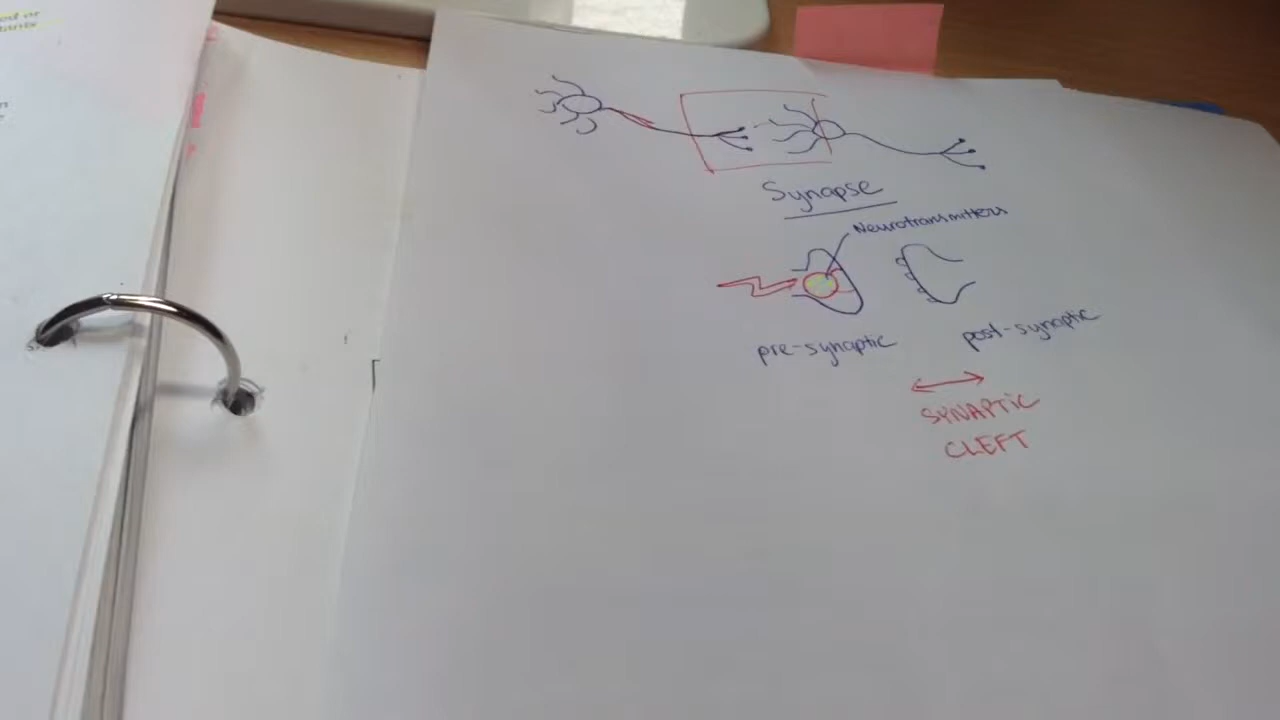 Synapse
Neurotransmitters
pre-synaptic
post-synaptic
SYNAPTIC
CLEFT